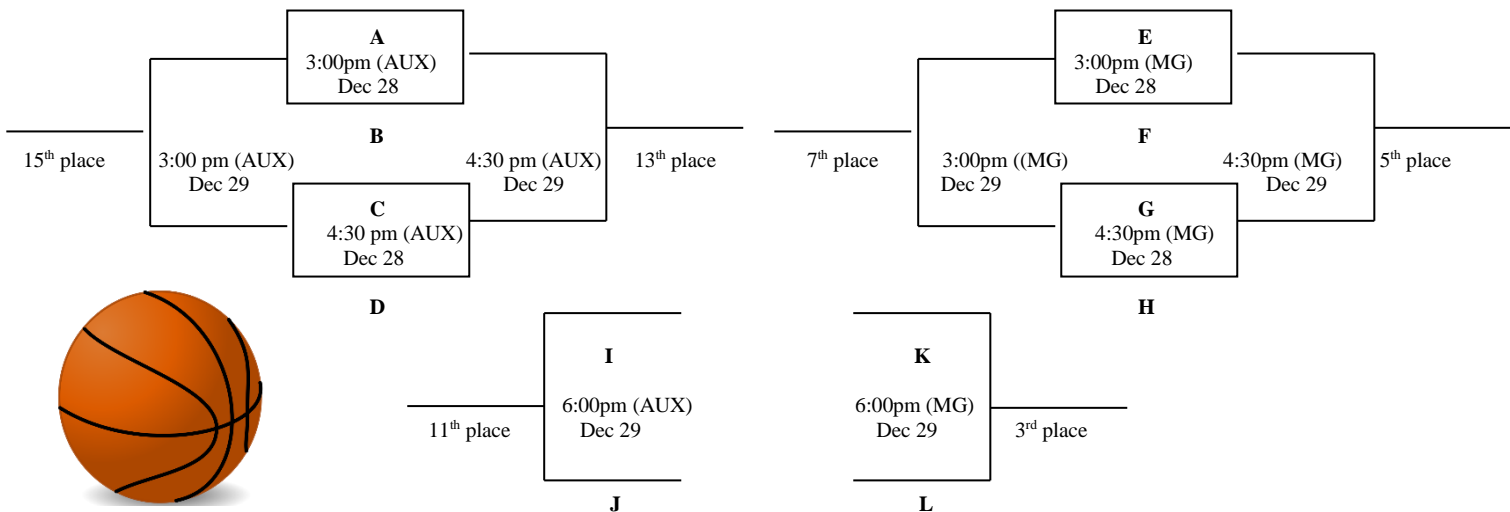 A
3:00pm (AUX)
Dec 28
B
15th place
3:00 pm (AUX)
Dec 29
4:30 pm (AUX)
Dec 29
13th place
C
4:30 pm (AUX)
Dec 28
D
E
3:00pm (MG)
Dec 28
F
7th place
3:00pm ((MG)
Dec 29
4:30pm (MG)
Dec 29
5th place
G
4:30pm (MG)
Dec 28
H
I
6:00pm (AUX)
Dec 29
11th place
J
K
6:00pm (MG)
Dec 29
3rd place
L